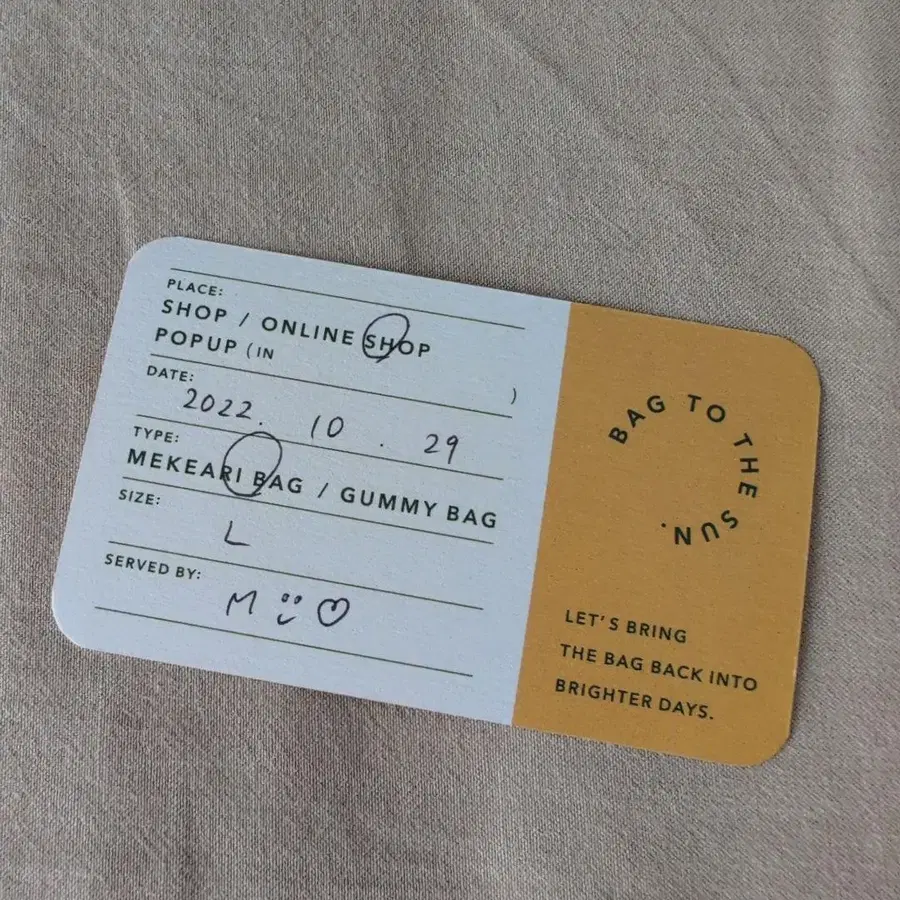 PLACE:
SHOP / ONLINE SHOP
POPUP (IN )
DATE:
2022. 10 . 29
TYPE:
MEKEARI BAG / GUMMY BAG
SIZE:
L
SERVED BY:
M
BAG TO THE SUN.
LET'S BRING
THE BAG BACK INTO
BRIGHTER DAYS.